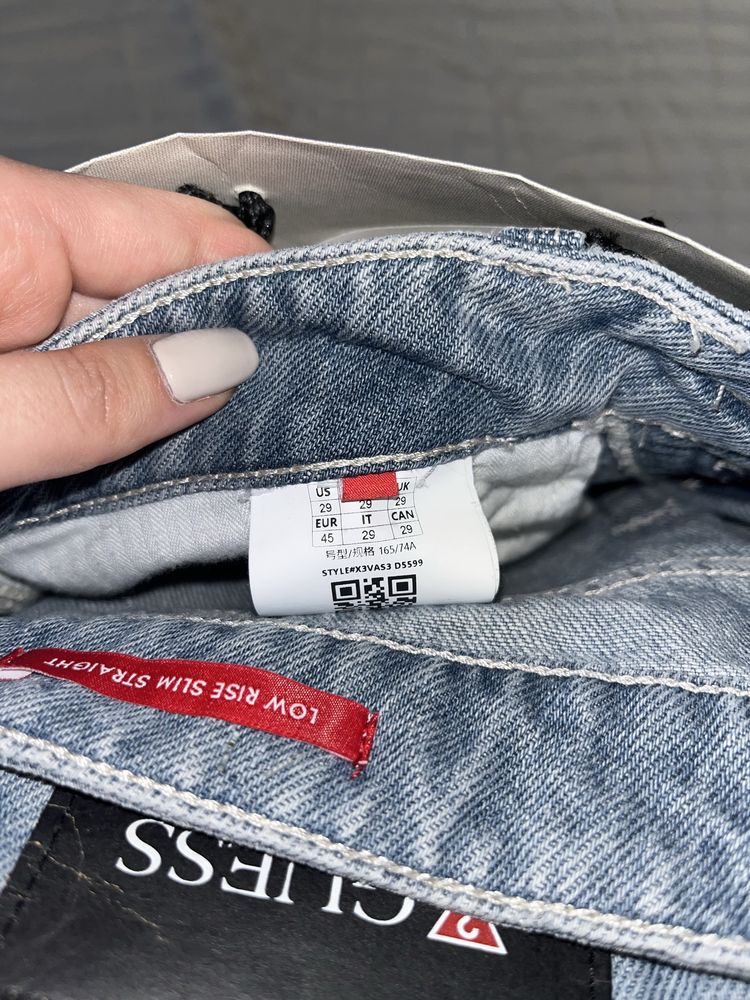 US UK
29 29 29
EUR IT CAN
45 29 29
号型/规格 165/74A
STYLE#X3VA53 D5599
LOW RISE SLIM STRAIGHT
GUESS
?